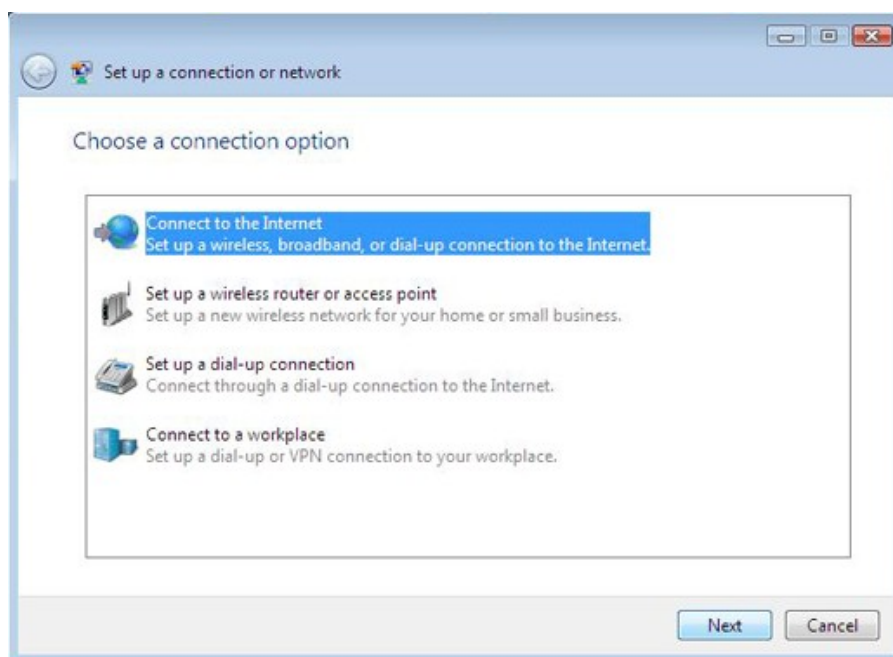 Set up a connection or network
Choose a connection option
Connect to the Internet
Set up a wireless, broadband, or dial-up connection to the Internet.
Set up a wireless router or access point
Set up a new wireless network for your home or small business.
Set up a dial-up connection
Connect through a dial-up connection to the Internet.
Connect to a workplace
Set up a dial-up or VPN connection to your workplace.
Next
Cancel